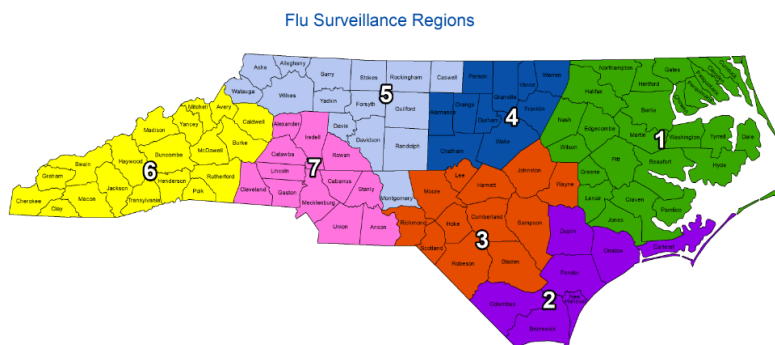 Flu Surveillance Regions
Ashe
Alleghany
Surry
Stokes
Rockingham
Caswell
Person
Granville
Vance
Warren
Northampton
Gates
Hertford
Halifax
Watauga
Wilkes
Yadkin
Forsyth
Guilford
5
Alamance
Orange
Durham
Franklin
4
Nash
Edgecombe
Bertie
Martin
1
Washington
Tyrrell
Dare
Mitchell
Avery
Yancey
Caldwell
Madison
Alexander
Iredell
Davie
Davidson
Randolph
Chatham
Wake
Wilson
Pitt
Beaufort
Hyde
Buncombe
McDowell
Burke
Catawba
Rowan
7
Haywood
Swain
Graham
6
Henderson
Rutherford
Polk
Jackson
Transylvania
Macon
Cherokee
Clay
Cleveland
Lincoln
Gaston
Cabarrus
Stanly
Mecklenburg
Union
Anson
Montgomery
Moore
Lee
Harnett
Johnston
Wayne
Greene
Lenoir
Craven
Pamlico
Jones
Richmond
Hoke
Cumberland
Sampson
3
Scotland
Robeson
Bladen
Duplin
Onslow
Carteret
Pender
2
Columbus
Brunswick